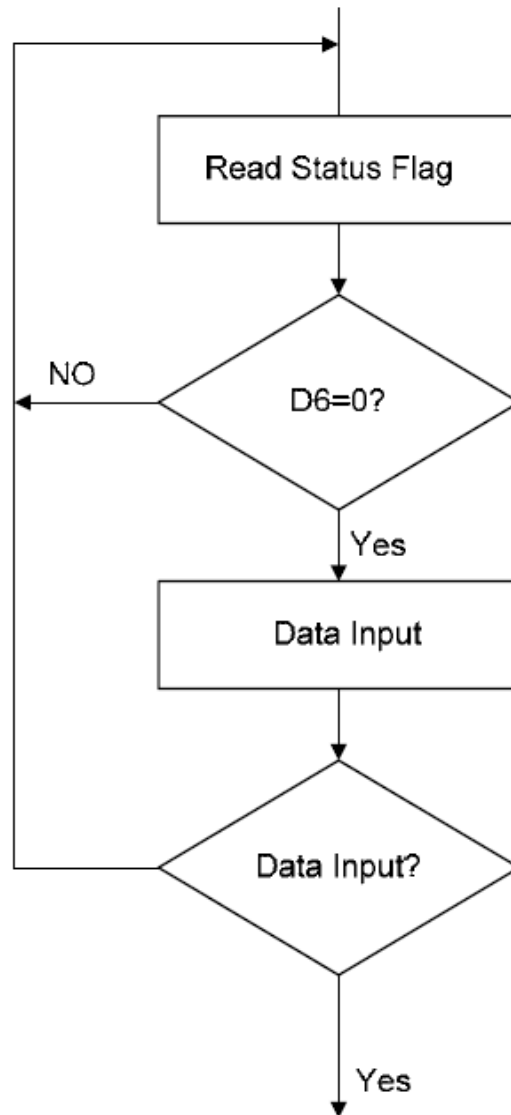 Read Status Flag
NO
D6=0?
Yes
Data Input
Data Input?
Yes